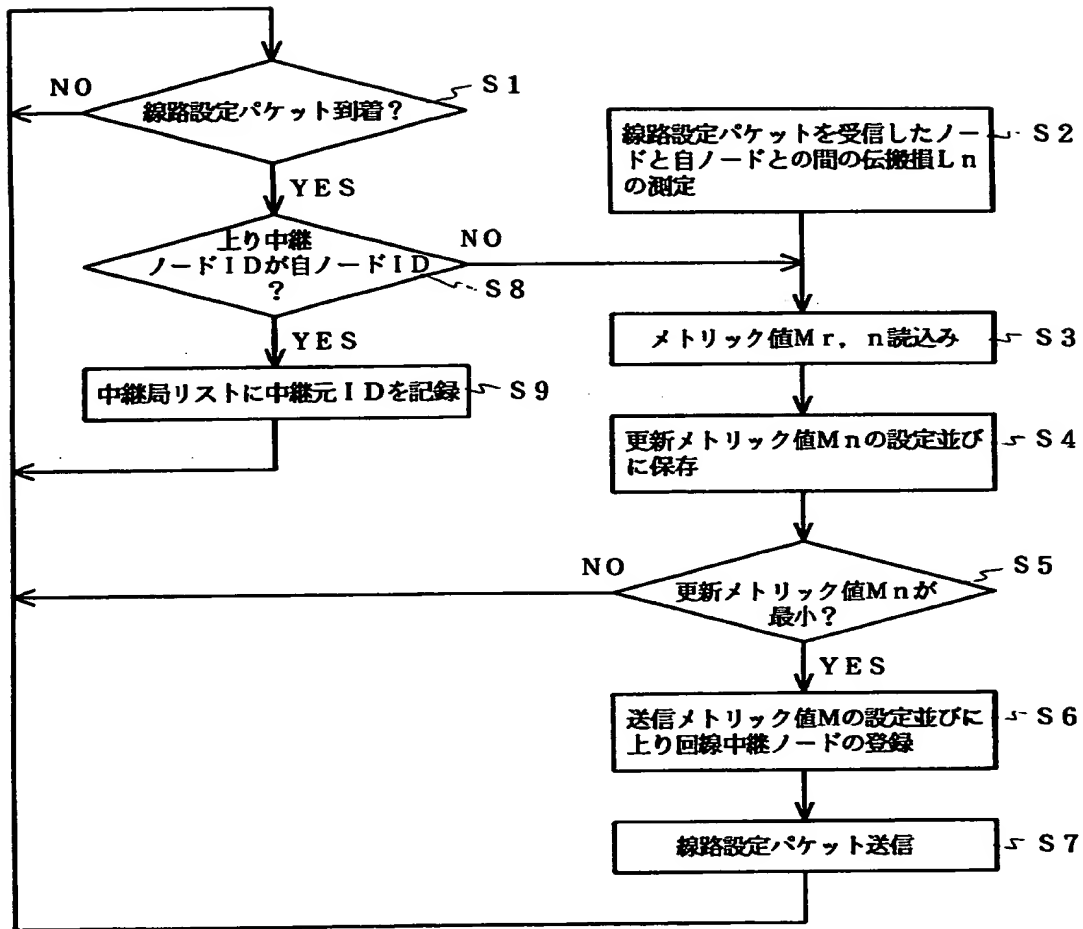 NO
線路設定パケット到着?
S1
YES
上り中継
ノードIDが自ノードID
?
NO
S8
YES
中継局リストに中継元IDを記録
S9
線路設定パケットを受信したノー
ドと自ノードとの間の伝搬損Ln
の測定
S2
メトリック値Mr, n読込み
S3
更新メトリック値Mnの設定並び
に保存
S4
NO
更新メトリック値Mnが
最小?
S5
YES
送信メトリック値Mの設定並びに
上り回線中継ノードの登録
S6
線路設定パケット送信
S7